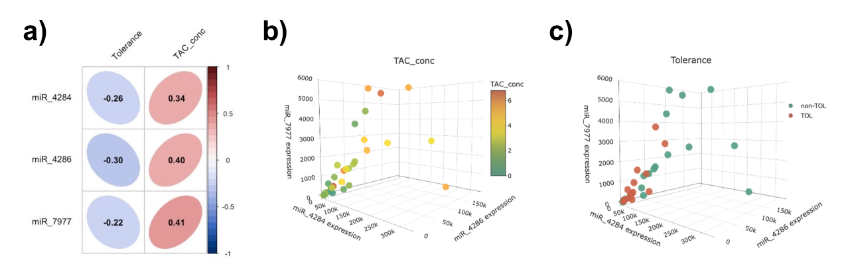 a)
Tolerance
TAC_conc
miR_4284
-0.26
0.34
miR_4286
-0.30
0.40
miR_7977
-0.22
0.41
1
0.5
0
-0.5
-1
b)
TAC_conc
6000
5000
4000
3000
2000
1000
0
miR_7977 expression
0
50k
100k
150k
200k
250k
300k
miR_4284 expression
0
50k
100k
150k
miR_4286 expression
TAC_conc
6
4
2
0
c)
Tolerance
6000
5000
4000
3000
2000
1000
0
miR_7977 expression
0
50k
100k
150k
200k
250k
300k
miR_4284 expression
0
50k
100k
150k
miR_4286 expression
non-TOL
TOL